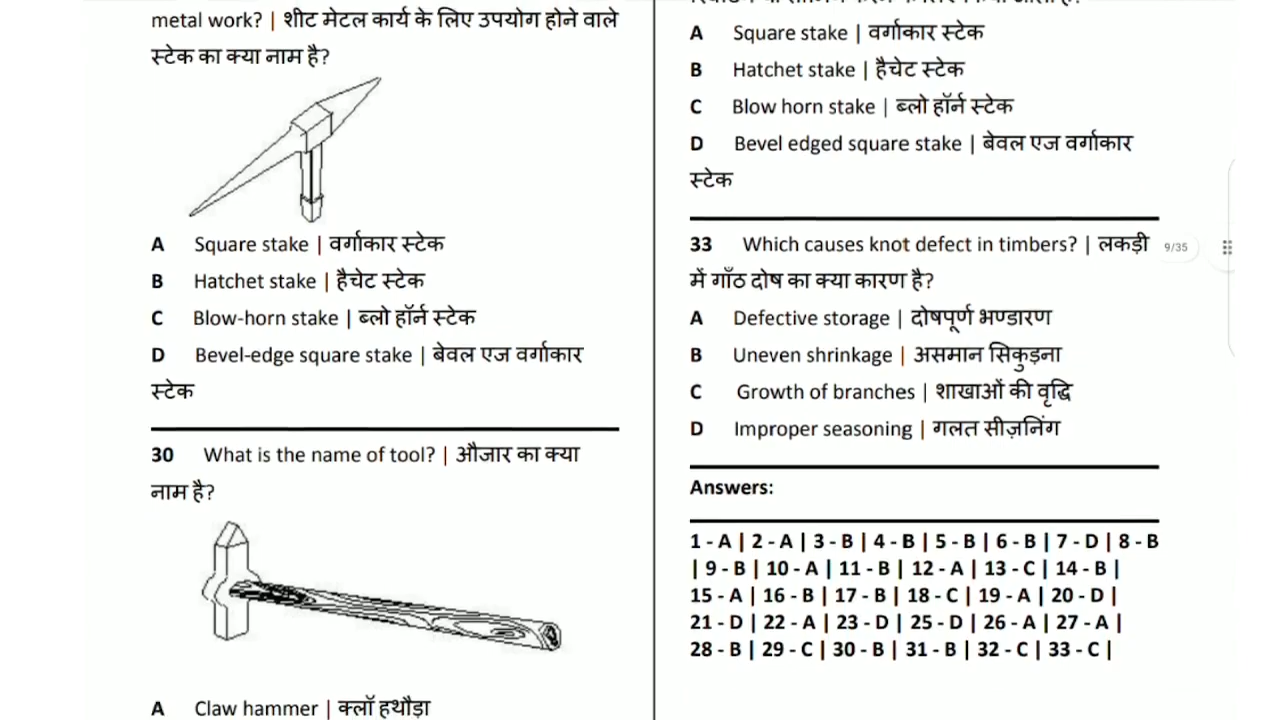 metal work? | शीट मेटल कार्य के लिए उपयोग होने वाले
स्टेक का क्या नाम है?
A Square stake | वर्गाकार स्टेक
B Hatchet stake | हैचेट स्टेक
C Blow-horn stake | ब्लो हॉर्न स्टेक
D Bevel-edge square stake | बेवल एज वर्गाकार
स्टेक
30 What is the name of tool? | औजार का क्या
नाम है?
A Claw hammer | क्लॉ हथौड़ा
A Square stake | वर्गाकार स्टेक
B Hatchet stake | हैचेट स्टेक
C Blow horn stake | ब्लो हॉर्न स्टेक
D Bevel edged square stake | बेवल एज वर्गाकार
स्टेक
33 Which causes knot defect in timbers? | लकड़ी
में गाँठ दोष का क्या कारण है?
A Defective storage | दोषपूर्ण भण्डारण
B Uneven shrinkage | असमान सिकुड़ना
C Growth of branches | शाखाओं की वृद्धि
D Improper seasoning | गलत सीज़निंग
Answers:
1 - A | 2 - A | 3 - B | 4 - B | 5 - B | 6 - B | 7 - D | 8 - B
| 9 - B | 10 - A | 11 - B | 12 - A | 13 - C | 14 - B |
15 - A | 16 - B | 17 - B | 18 - C | 19 - A | 20 - D |
21 - D | 22 - A | 23 - D | 25 - D | 26 - A | 27 - A |
28 - B | 29 - C | 30 - B | 31 - B | 32 - C | 33 - C |
9/35